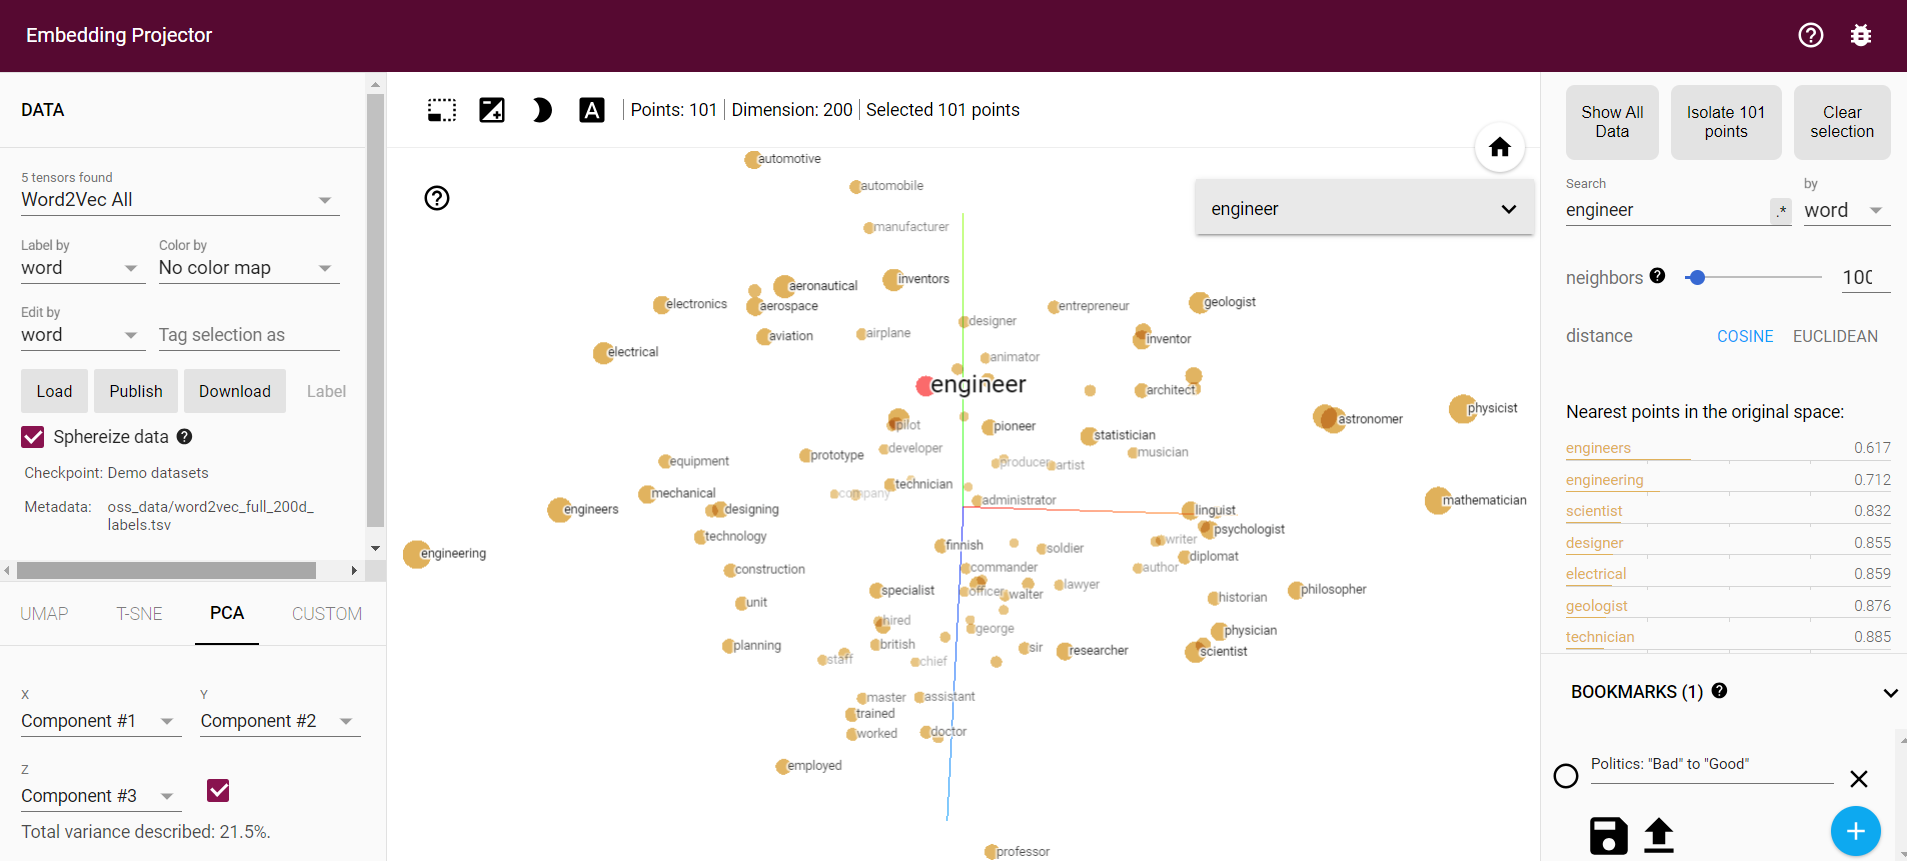 Embedding Projector
DATA
5 tensors found
Word2Vec All
Label by
Color by
word
No color map
Edit by
word
Tag selection as
Load
Publish
Download
Label
Sphereize data
Checkpoint: Demo datasets
Metadata: oss_data/word2vec_full_200d_
labels.tsv
UMAP
T-SNE
PCA
CUSTOM
X
Y
Component #1
Component #2
Z
Component #3
Total variance described: 21.5%.
Points: 101 | Dimension: 200 | Selected 101 points
engineer
automotive
automobile
manufacturer
inventors
aeronautical
electronics
aerospace
entrepreneur
geologist
designer
aviation
airplane
inventor
electrical
animator
engineer
architect
physicist
astronomer
pilot
pioneer
statistician
developer
musician
prototype
equipment
producer
artist
technician
mechanical
company
administrator
mathematician
engineers
designing
linguist
psychologist
technology
writer
finnish
soldier
diplomat
engineering
construction
commander
author
lawyer
specialist
officer
walter
philosopher
unit
historian
hired
george
physician
planning
british
sir
researcher
scientist
staff
chief
master
assistant
trained
worked
doctor
employed
professor
Show All
Data
Isolate 101
points
Clear
selection
Search
by
engineer
.*
word
neighbors
100
distance
COSINE
EUCLIDEAN
Nearest points in the original space:
engineers 0.617
engineering 0.712
scientist 0.832
designer 0.855
electrical 0.859
geologist 0.876
technician 0.885
BOOKMARKS (1)
Politics: "Bad" to "Good"